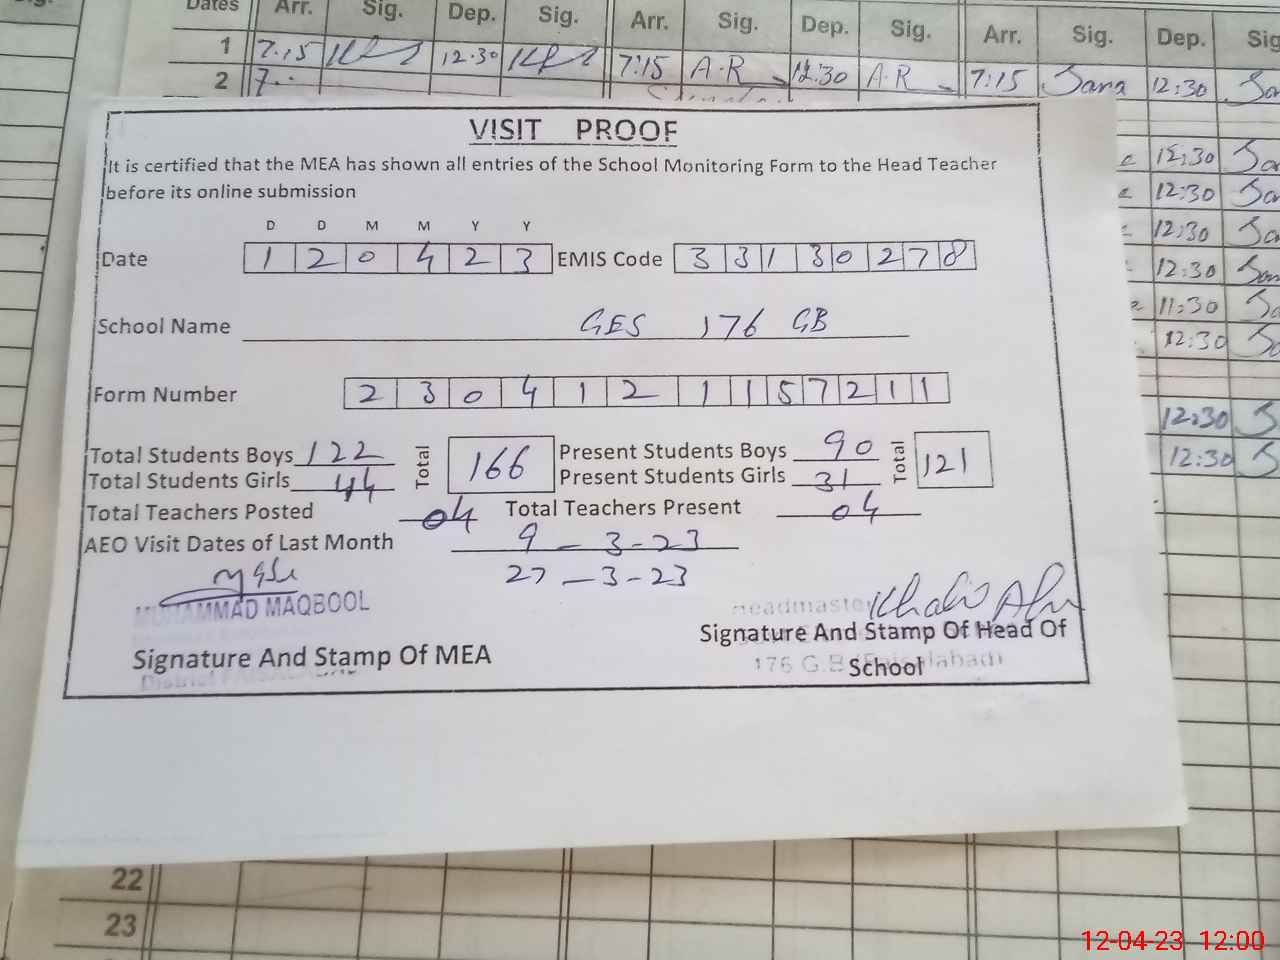 Dates Arr. Sig. Dep. Sig. Arr. Sig. Dep. Sig. Arr. Sig. Dep. Sig
1 7.15 12.30 7:15 A.R 12:30 A.R 7:15 Sana 12:30
2 7
VISIT PROOF
It is certified that the MEA has shown all entries of the School Monitoring Form to the Head Teacher
before its online submission
D D M M Y Y
Date 1 2 0 4 2 3 EMIS Code 3 3 1 3 0 2 7 8
School Name GES 176 GB
Form Number 2 3 0 4 1 2 1 1 5 7 2 1 1
Total Students Boys 122 Total 166 Present Students Boys 90 Total 121
Total Students Girls 44 Present Students Girls 31
Total Teachers Posted 04 Total Teachers Present 04
AEO Visit Dates of Last Month 9-3-23
27-3-23
MUHAMMAD MAQBOOL
Headmaster
Signature And Stamp Of MEA
Signature And Stamp Of Head Of
School
176 G.B (Faisalabad)
District FAISALABAD
12:30
12:30
12:30
12:30
11:30
12:30
12:30
12:30
22
23
12-04-23 12:00